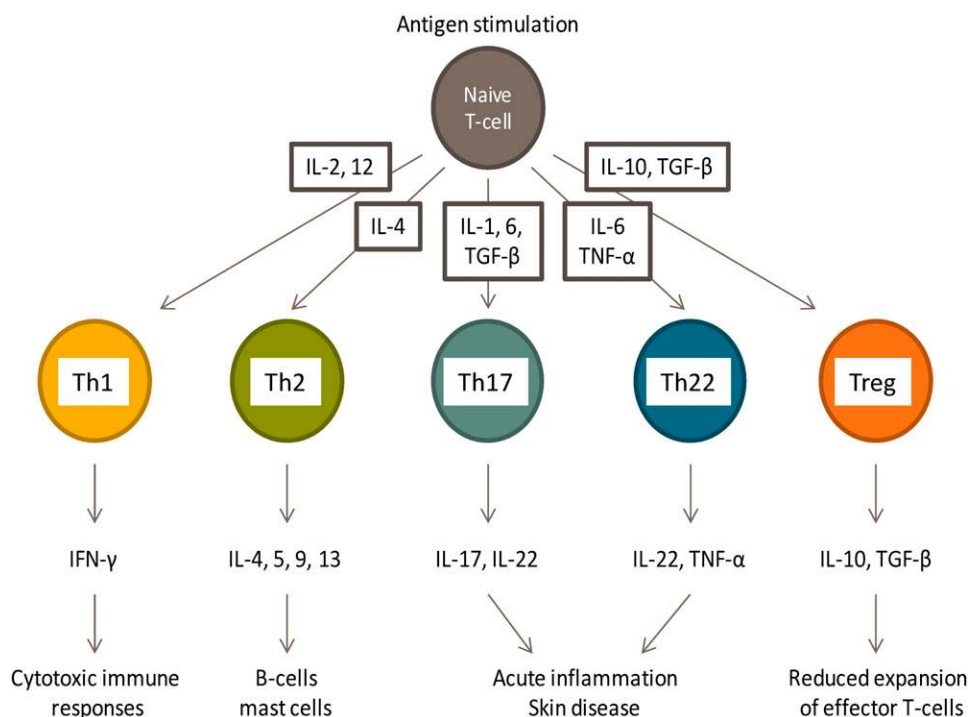 Antigen stimulation
Naive
T-cell
IL-2, 12
IL-10, TGF-β
IL-4
IL-1, 6,
TGF-β
IL-6
TNF-α
Th1
Th2
Th17
Th22
Treg
IFN-γ
IL-4, 5, 9, 13
IL-17, IL-22
IL-22, TNF-α
IL-10, TGF-β
Cytotoxic immune
responses
B-cells
mast cells
Acute inflammation
Skin disease
Reduced expansion
of effector T-cells